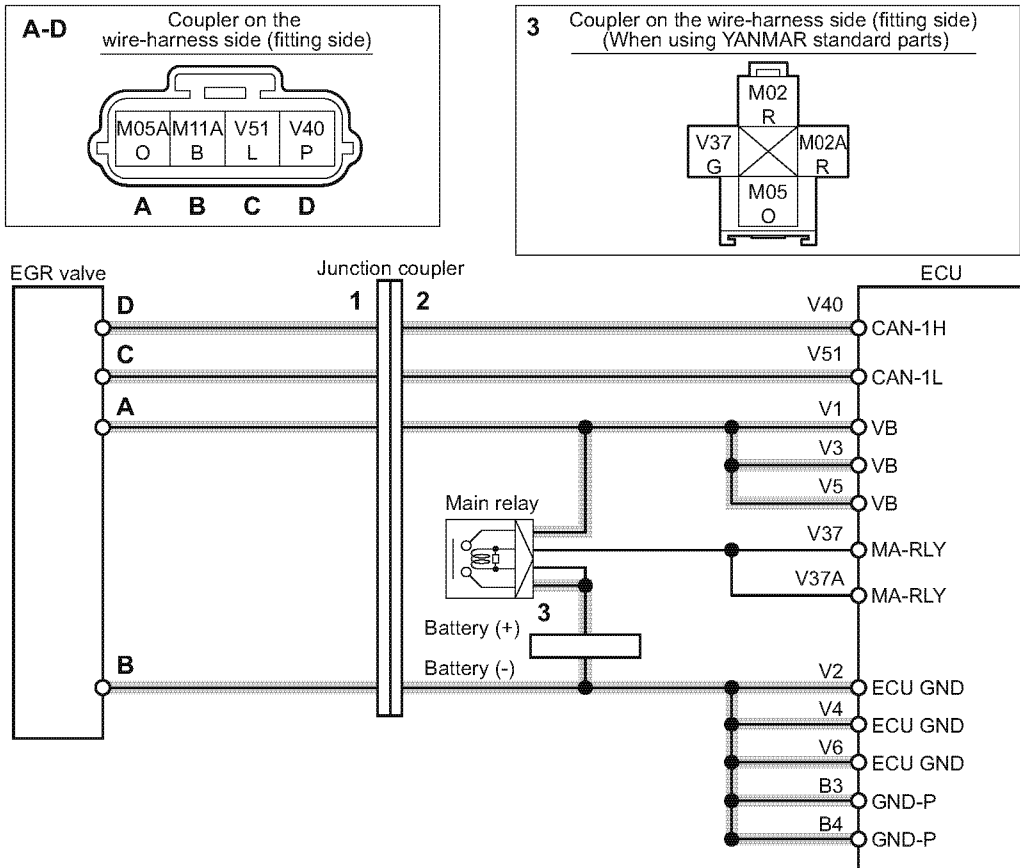 A-D
Coupler on the
wire-harness side (fitting side)
M05A M11A V51 V40
O B L P
A B C D
3
Coupler on the wire-harness side (fitting side)
(When using YANMAR standard parts)
M02
R
V37 M02A
G R
M05
O
EGR valve
Junction coupler
ECU
D 1 2 V40
CAN-1H
C V51
CAN-1L
A V1
VB
V3
VB
V5
VB
Main relay
V37
MA-RLY
V37A
MA-RLY
3
Battery (+)
Battery (-)
B V2
ECU GND
V4
ECU GND
V6
ECU GND
B3
GND-P
B4
GND-P